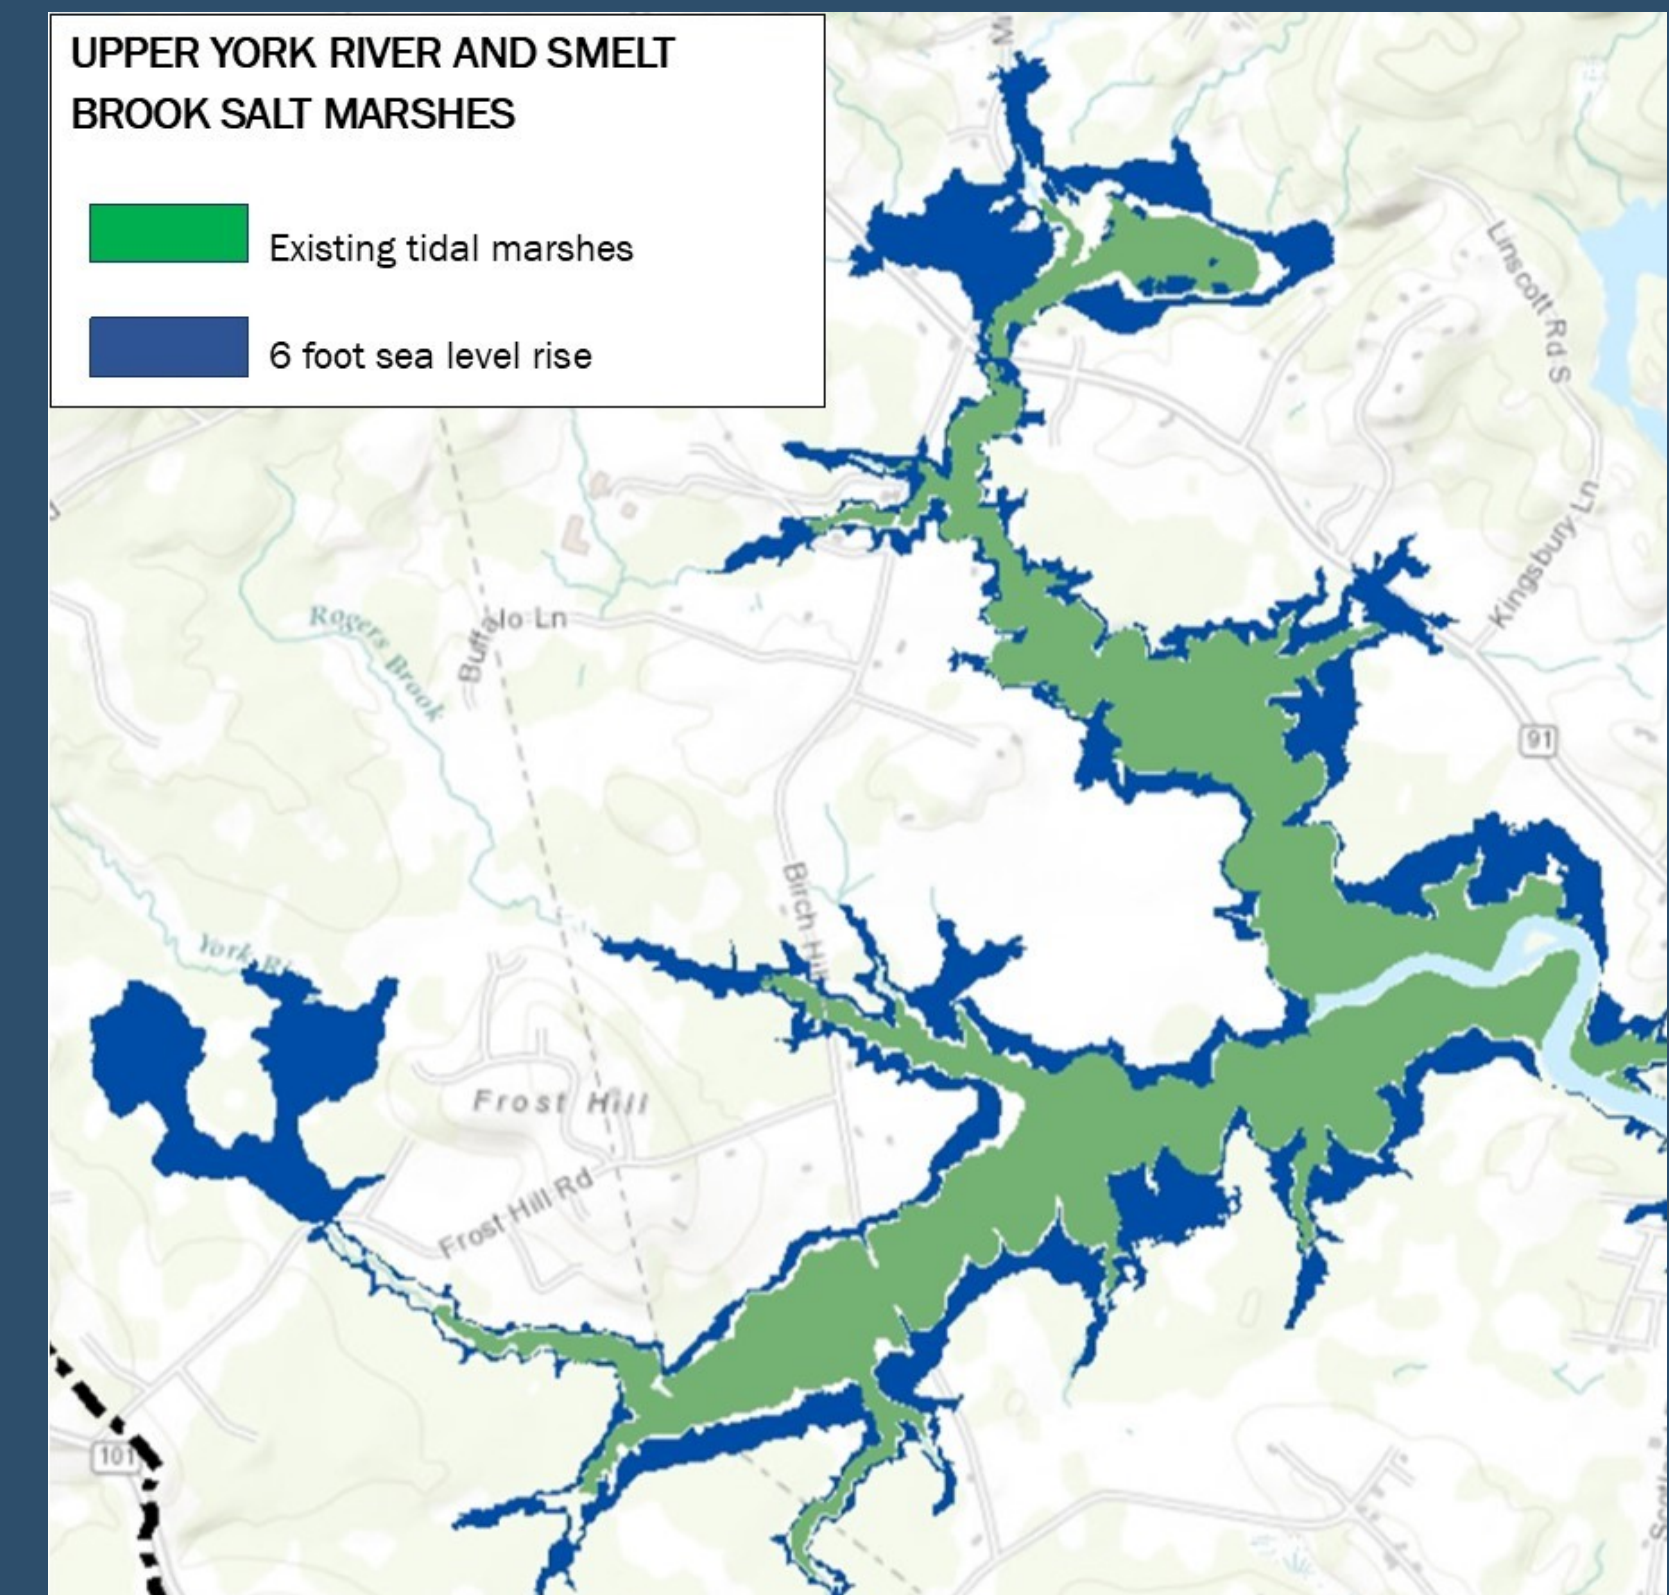 UPPER YORK RIVER AND SMELT
BROOK SALT MARSHES
Existing tidal marshes
6 foot sea level rise
Linscott Rd S
Kingsbury Ln
Rogers Brook
Buffalo Ln
91
Birch Hill
York Ri
Frost Hill
Frost Hill Rd
101